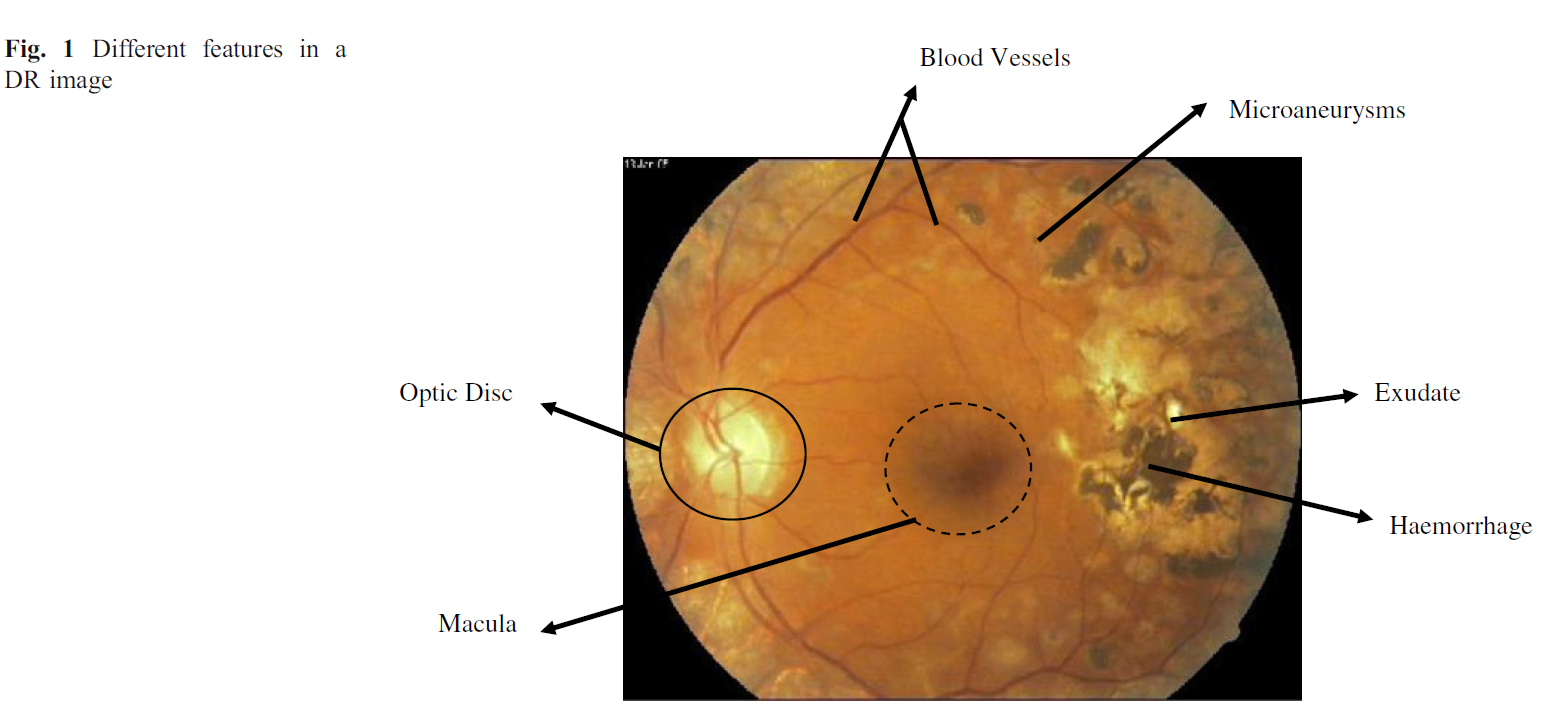 Fig. 1 Different features in a
DR image
Blood Vessels
Microaneurysms
Optic Disc
Exudate
Haemorrhage
Macula